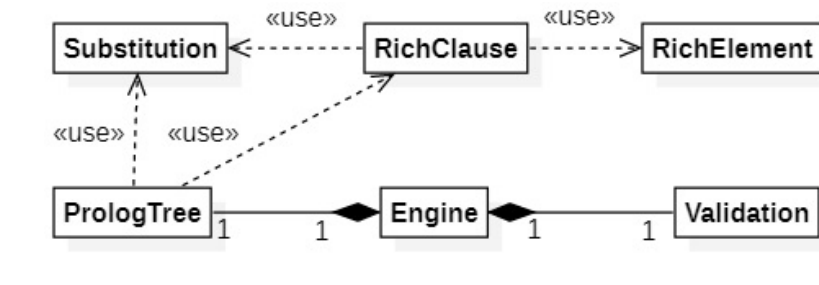 «use»
«use»
Substitution
RichClause
RichElement
«use»
«use»
PrologTree
Engine
Validation
1
1
1
1